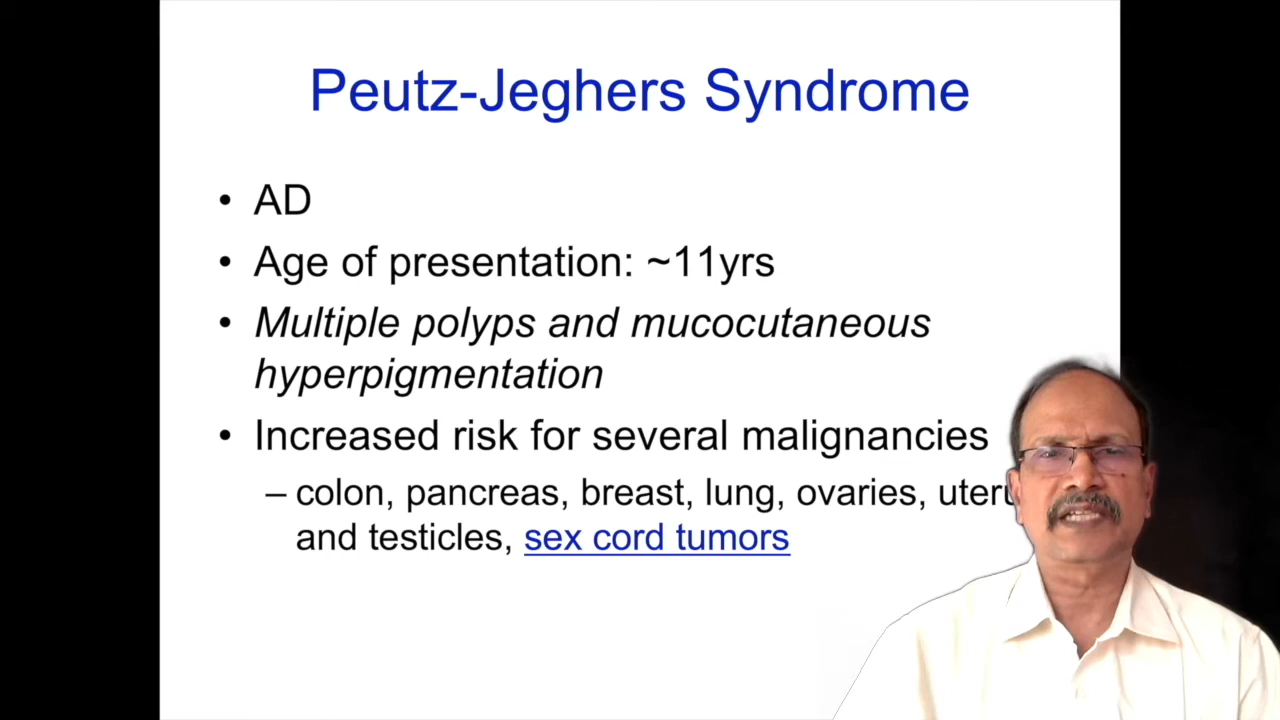 Peutz-Jeghers Syndrome
• AD
• Age of presentation: ~11yrs
• Multiple polyps and mucocutaneous
hyperpigmentation
• Increased risk for several malignancies
– colon, pancreas, breast, lung, ovaries,
and testicles, sex cord tumors